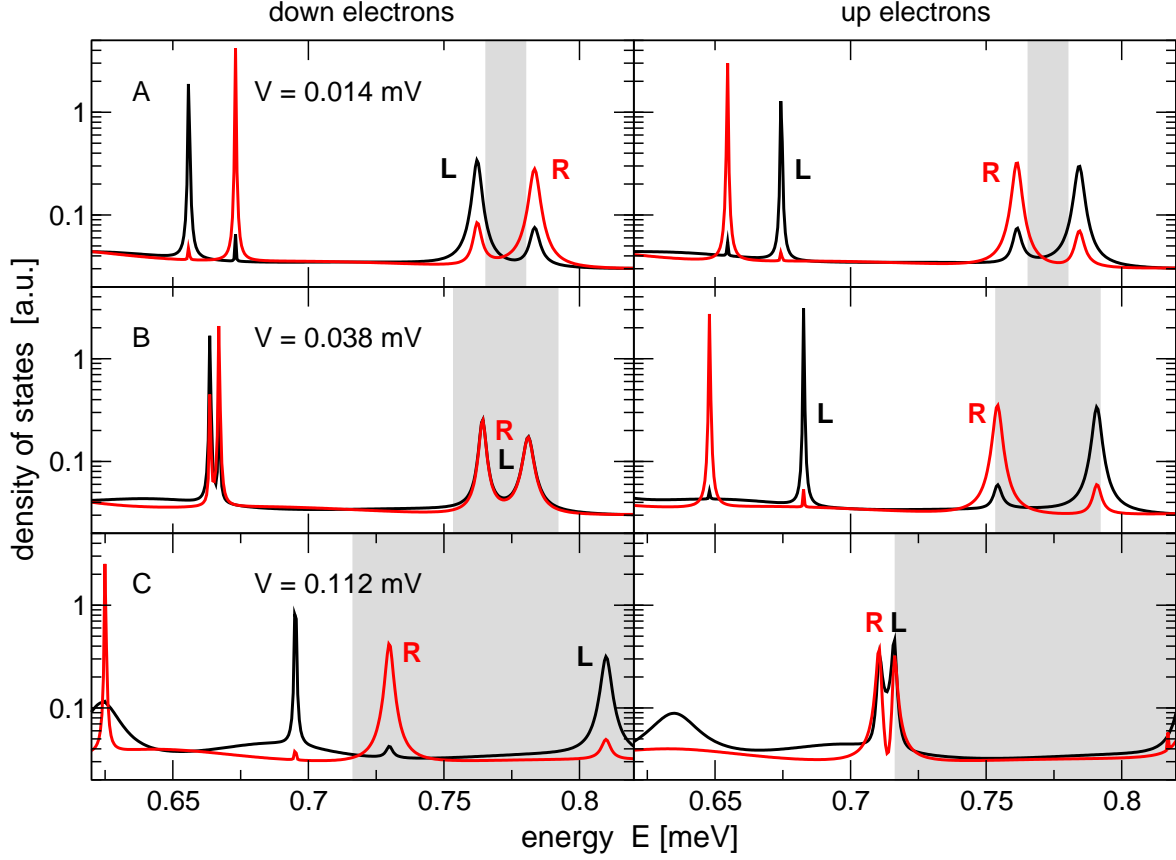 down electrons
up electrons
density of states [a.u.]
1
0.1
A
V = 0.014 mV
L
R
L
R
1
0.1
B
V = 0.038 mV
R
L
R
L
1
0.1
C
V = 0.112 mV
R
L
R
L
0.65
0.7
0.75
0.8
0.65
0.7
0.75
0.8
energy E [meV]